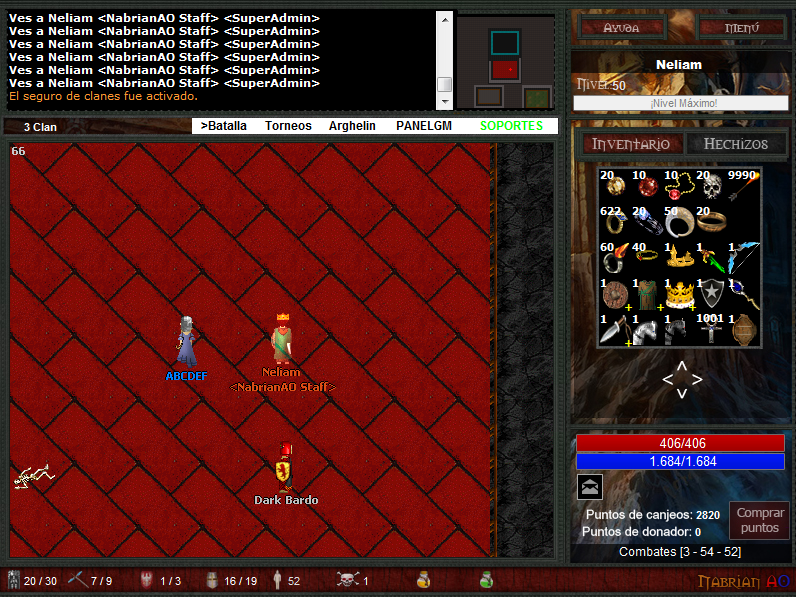 Ves a Neliam <NabrianAO Staff> <SuperAdmin>
Ves a Neliam <NabrianAO Staff> <SuperAdmin>
Ves a Neliam <NabrianAO Staff> <SuperAdmin>
Ves a Neliam <NabrianAO Staff> <SuperAdmin>
Ves a Neliam <NabrianAO Staff> <SuperAdmin>
Ves a Neliam <NabrianAO Staff> <SuperAdmin>
El seguro de clanes fue activado.
Ayuda
Menú
Neliam
Nivel: 50
¡Nivel Máximo!
3 Clan
>Batalla Torneos Arghelin PANELGM SOPORTES
Inventario
Hechizos
66
20 10 10 20 9990
622 20 50 20
60 40 1 1 1
1 + 1 + 1 + 1 1
1 + 1 1 1001 1
ABCDEF
Neliam
<NabrianAO Staff>
Dark Bardo
406/406
1.684/1.684
Puntos de canjeos: 2820
Puntos de donador: 0
Comprar
puntos
Combates [3 - 54 - 52]
20 / 30
7 / 9
1 / 3
16 / 19
52
1
Nabrian AO